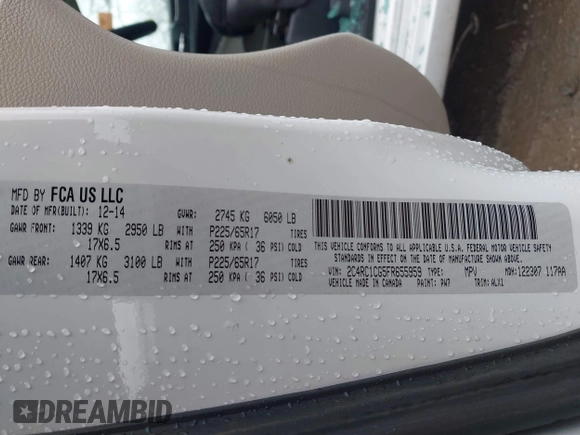 MFD BY FCA US LLC
DATE OF MFR(BUILT): 12-14 GVWR: 2745 KG 6050 LB
GAWR FRONT: 1339 KG 2950 LB P225/65R17 TIRES
17X6.5 RIMS AT 250 KPA ( 36 PSI) COLD
GAWR REAR: 1407 KG 3100 LB P225/65R17 TIRES
17X6.5 RIMS AT 250 KPA ( 36 PSI) COLD
THIS VEHICLE CONFORMS TO ALL APPLICABLE U.S.A. FEDERAL MOTOR VEHICLE SAFETY
STANDARDS IN EFFECT ON THE DATE OF MANUFACTURE SHOWN ABOVE.
VIN: 2C4RC1CG5FR655959 TYPE: MPV MDH: 122307 117AA
VEHICLE MADE IN CANADA PAINT: PW7 TRIM: ALX1
DREAMBID